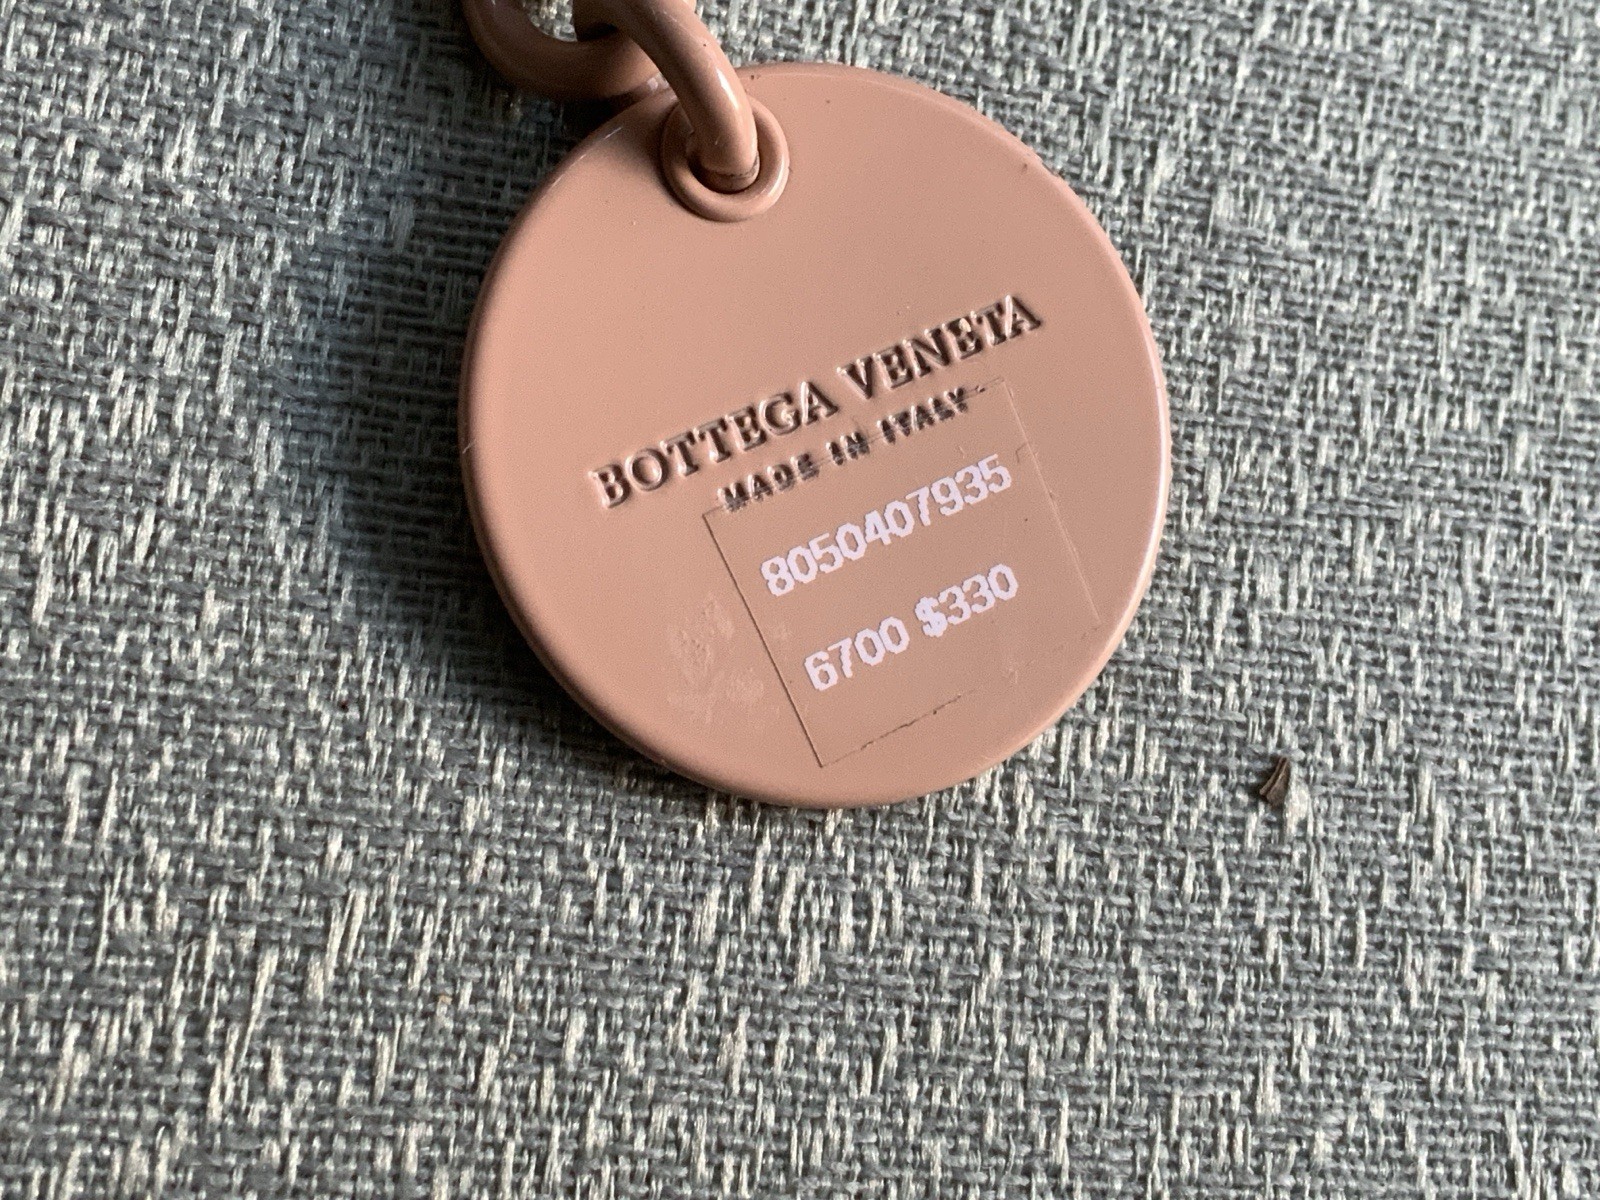 BOTTEGA VENETA
MADE IN ITALY
8050407935
6700 $330